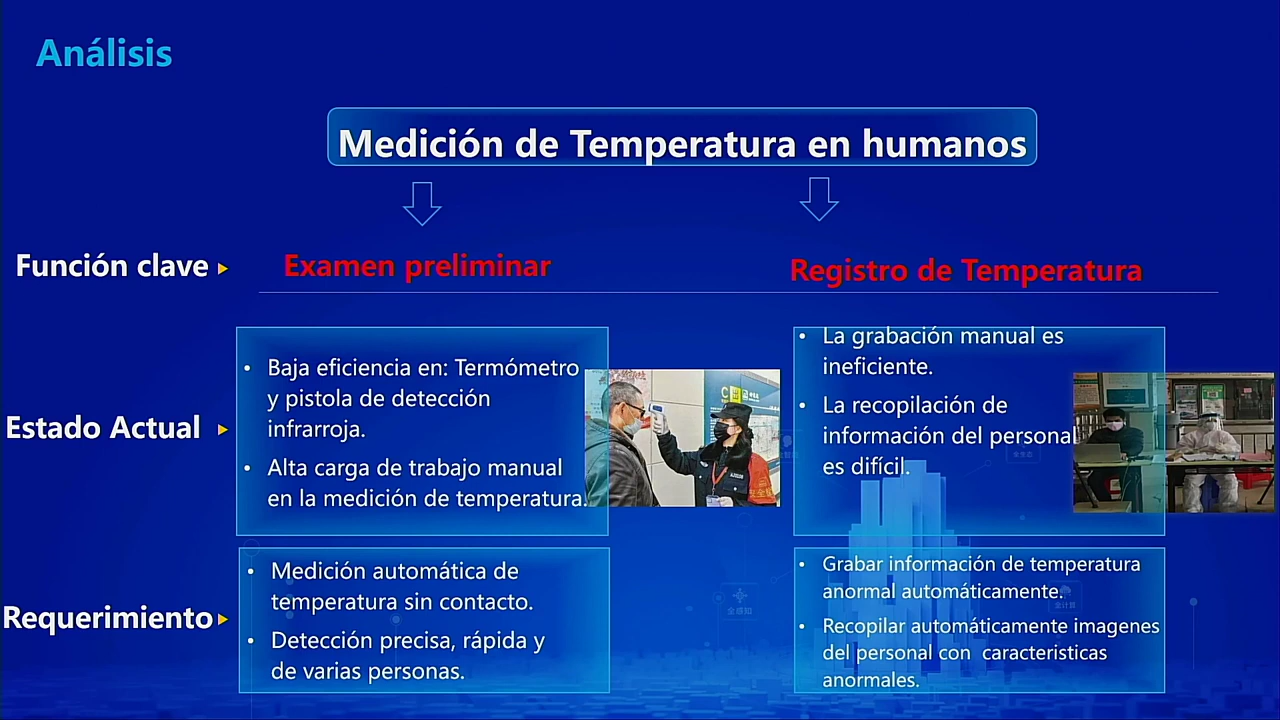 Análisis
Medición de Temperatura en humanos
Función clave
Examen preliminar
Registro de Temperatura
Estado Actual
• Baja eficiencia en: Termómetro
y pistola de detección
infrarroja.
• Alta carga de trabajo manual
en la medición de temperatura.
• La grabación manual es
ineficiente.
• La recopilación de
información del personal
es difícil.
Requerimiento
• Medición automática de
temperatura sin contacto.
• Detección precisa, rápida y
de varias personas.
• Grabar información de temperatura
anormal automáticamente.
• Recopilar automáticamente imagenes
del personal con  caracteristicas
anormales.